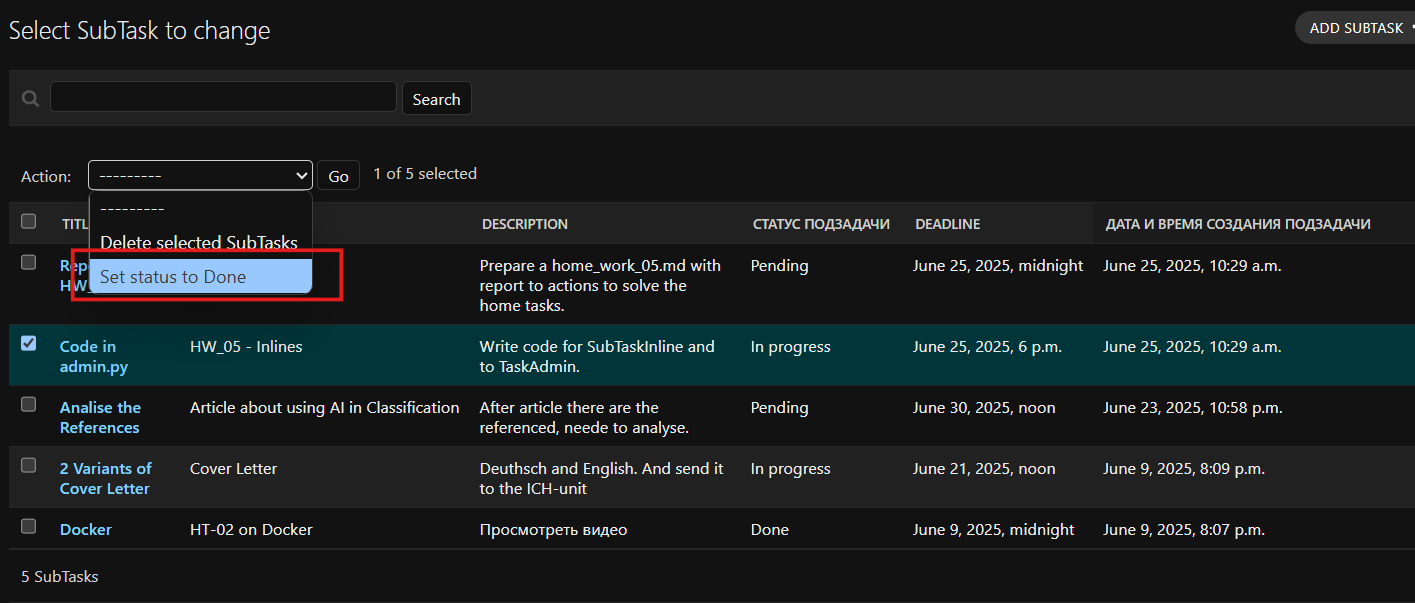 Select SubTask to change
ADD SUBTASK
Search
Action:
---------
Go
1 of 5 selected
---------
Delete selected SubTasks
Set status to Done
DESCRIPTION
СТАТУС ПОДЗАДАЧИ
DEADLINE
ДАТА И ВРЕМЯ СОЗДАНИЯ ПОДЗАДАЧИ
Prepare a home_work_05.md with
report to actions to solve the
home tasks.
Pending
June 25, 2025, midnight
June 25, 2025, 10:29 a.m.
Code in
admin.py
HW_05 - Inlines
Write code for SubTaskInline and
to TaskAdmin.
In progress
June 25, 2025, 6 p.m.
June 25, 2025, 10:29 a.m.
Analise the
References
Article about using AI in Classification
After article there are the
referenced, neede to analyse.
Pending
June 30, 2025, noon
June 23, 2025, 10:58 p.m.
2 Variants of
Cover Letter
Cover Letter
Deuthsch and English. And send it
to the ICH-unit
In progress
June 21, 2025, noon
June 9, 2025, 8:09 p.m.
Docker
HT-02 on Docker
Просмотреть видео
Done
June 9, 2025, midnight
June 9, 2025, 8:07 p.m.
5 SubTasks